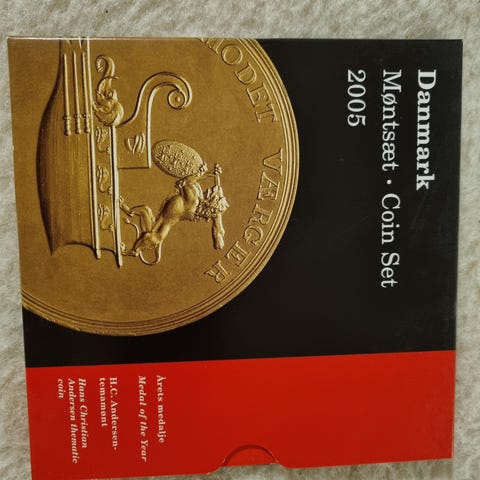 Danmark
Møntsæt · Coin Set
2005
MODET VÆRGER
Årets medalje
Medal of the Year
H.C. Andersen-
temamønt
Hans Christian
Andersen thematic
coin